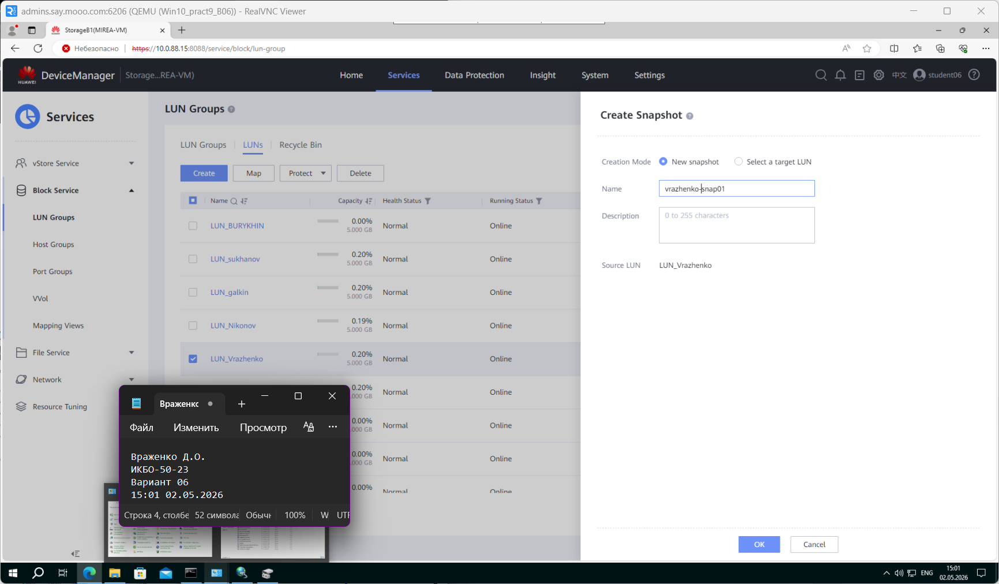 admins.say.mooo.com:6206 (QEMU (Win10_pract9_B06)) - RealVNC Viewer
StorageB1(MIREA-VM)
Небезопасно https://10.0.88.15:8088/service/block/lun-group
HUAWEI DeviceManager Storage...REA-VM) Home Services Data Protection Insight System Settings 中文 student06
Services
vStore Service
Block Service
LUN Groups
Host Groups
Port Groups
VVol
Mapping Views
File Service
Network
Resource Tuning
LUN Groups
LUN Groups LUNs Recycle Bin
Create Map Protect Delete
Name Capacity Health Status Running Status
LUN_BURYKHIN 0.00% 5.000 GB Normal Online
LUN_sukhanov 0.20% 5.000 GB Normal Online
LUN_galkin 0.20% 5.000 GB Normal Online
LUN_Nikonov 0.19% 5.000 GB Normal Online
LUN_Vrazhenko 0.20% 5.000 GB Normal Online
0.20% .000 GB Normal Online
0.00% .000 GB Normal Online
0.00% .000 GB Normal Online
0.00% Normal Online
Create Snapshot
Creation Mode New snapshot Select a target LUN
Name vrazhenko-snap01
Description 0 to 255 characters
Source LUN LUN_Vrazhenko
OK Cancel
Враженко
Файл Изменить Просмотр
Враженко Д.О.
ИКБО-50-23
Вариант 06
15:01 02.05.2026
Строка 4, столбе 52 символа Обычн 100% W UTF
ENG 15:01
02.05.2026